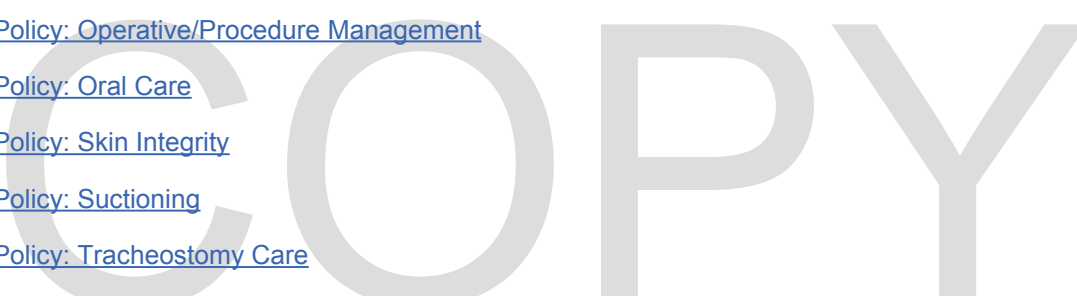 Policy: Operative/Procedure Management
Policy: Oral Care
Policy: Skin Integrity
Policy: Suctioning
Policy: Tracheostomy Care
COPY